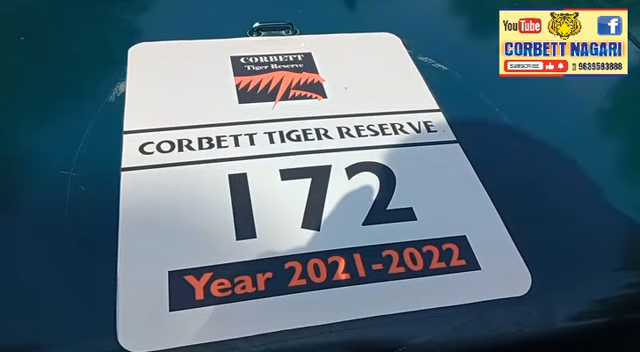 YouTube
CORBETT NAGARI
SUBSCRIBE
9639593888
CORBETT
Tiger Reserve
CORBETT TIGER RESERVE
172
Year 2021-2022